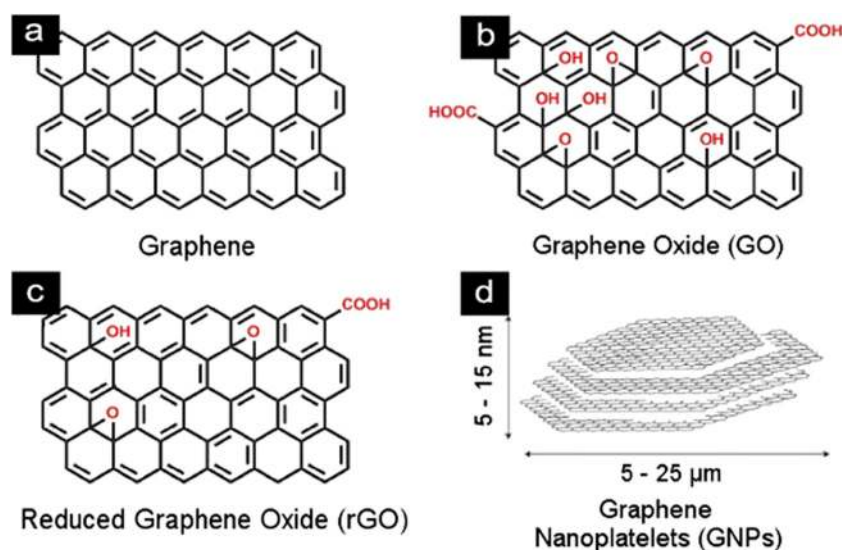 a
b
COOH
OH
O
O
HOOC
OH
OH
O
OH
Graphene
Graphene Oxide (GO)
c
d
COOH
OH
O
O
5 - 15 nm
5 - 25 μm
Reduced Graphene Oxide (rGO)
Graphene
Nanoplatelets (GNPs)